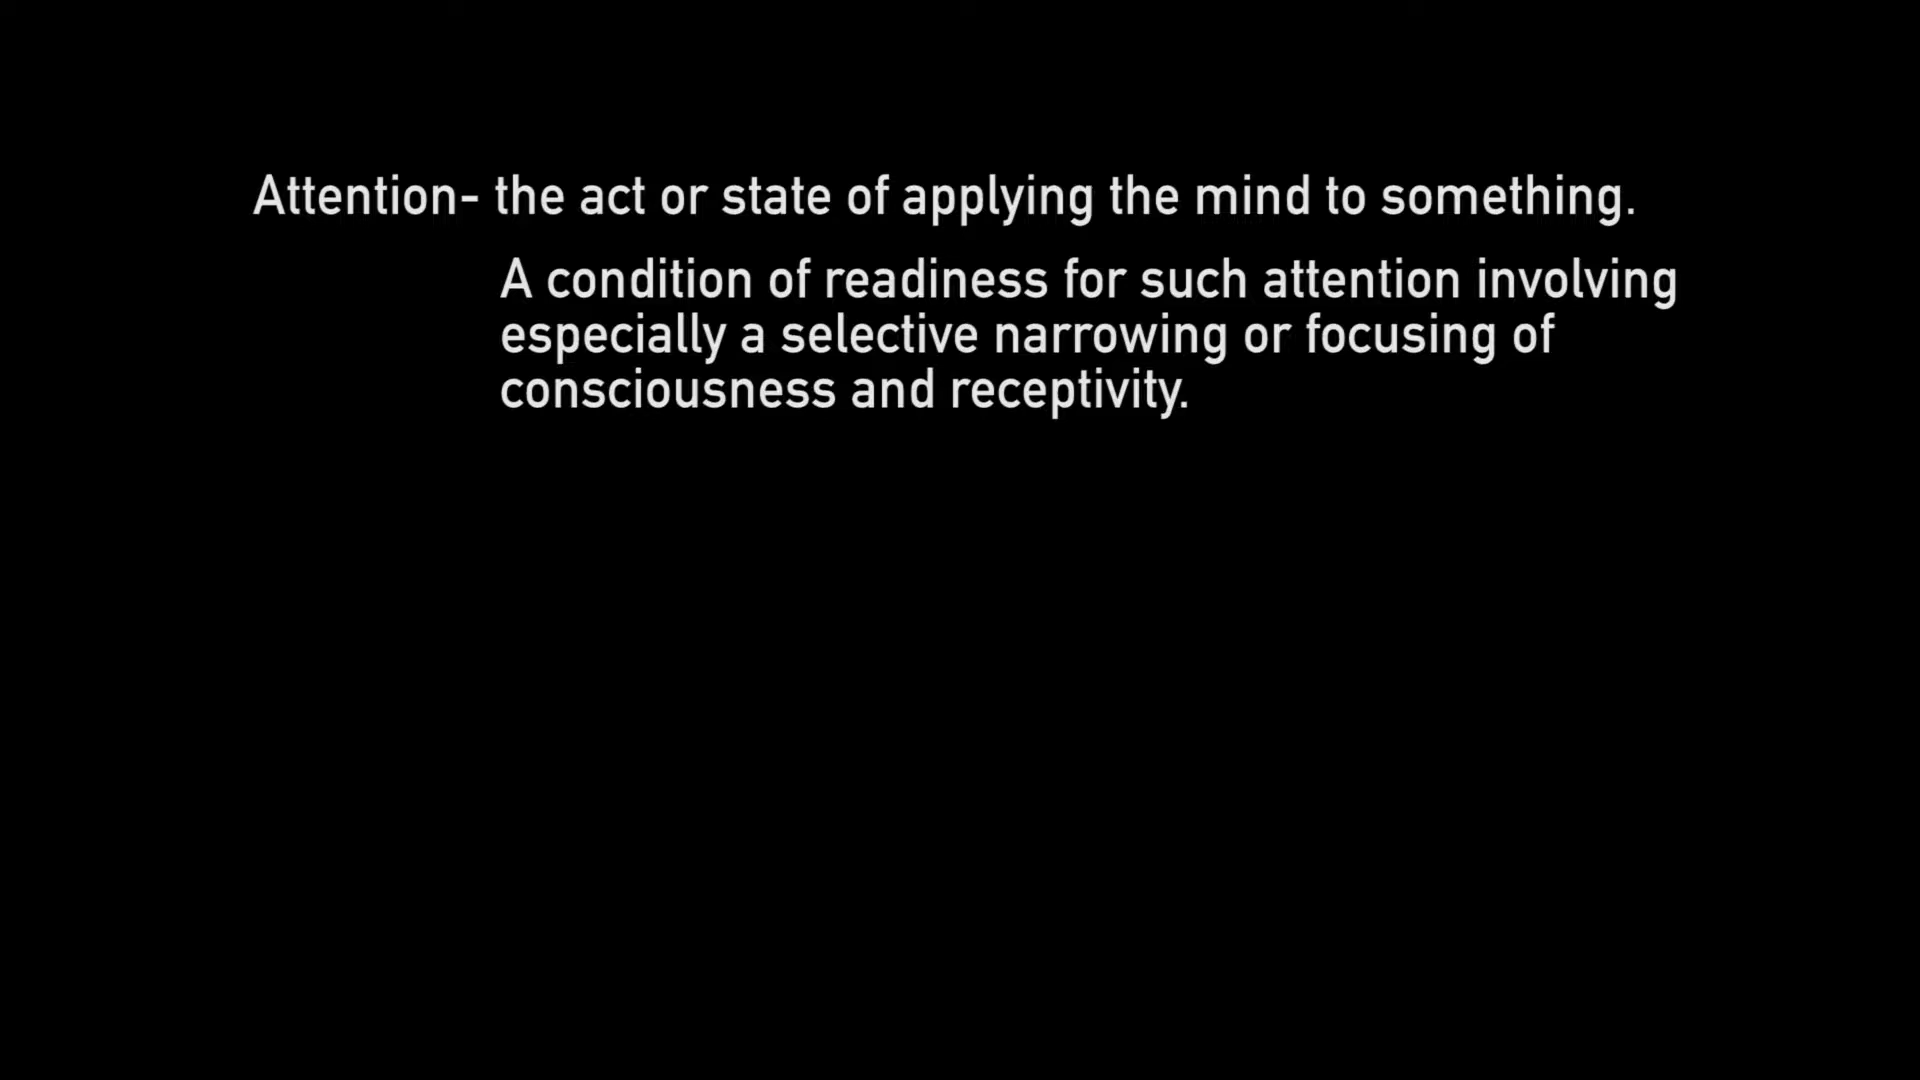 Attention- the act or state of applying the mind to something.
A condition of readiness for such attention involving
especially a selective narrowing or focusing of
consciousness and receptivity.